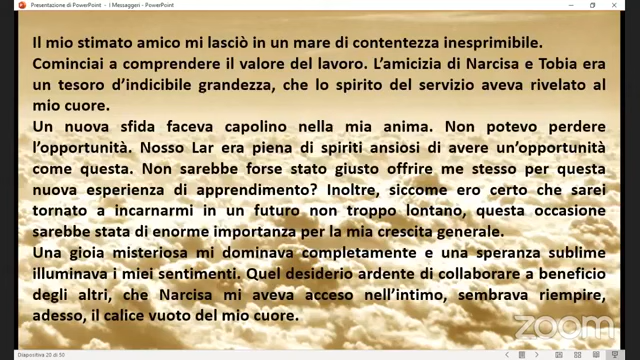 Presentazione di PowerPoint - I Messaggeri - PowerPoint
Il mio stimato amico mi lasciò in un mare di contentezza inesprimibile.
Cominciai a comprendere il valore del lavoro. L'amicizia di Narcisa e Tobia era
un tesoro d'indicibile grandezza, che lo spirito del servizio aveva rivelato al
mio cuore.
Un nuova sfida faceva capolino nella mia anima. Non potevo perdere
l'opportunità. Nosso Lar era piena di spiriti ansiosi di avere un'opportunità
come questa. Non sarebbe forse stato giusto offrire me stesso per questa
nuova esperienza di apprendimento? Inoltre, siccome ero certo che sarei
tornato a incarnarmi in un futuro non troppo lontano, questa occasione
sarebbe stata di enorme importanza per la mia crescita generale.
Una gioia misteriosa mi dominava completamente e una speranza sublime
illuminava i miei sentimenti. Quel desiderio ardente di collaborare a beneficio
degli altri, che Narcisa mi aveva acceso nell'intimo, sembrava riempire,
adesso, il calice vuoto del mio cuore.
zoom
Diapositiva 20 di 50